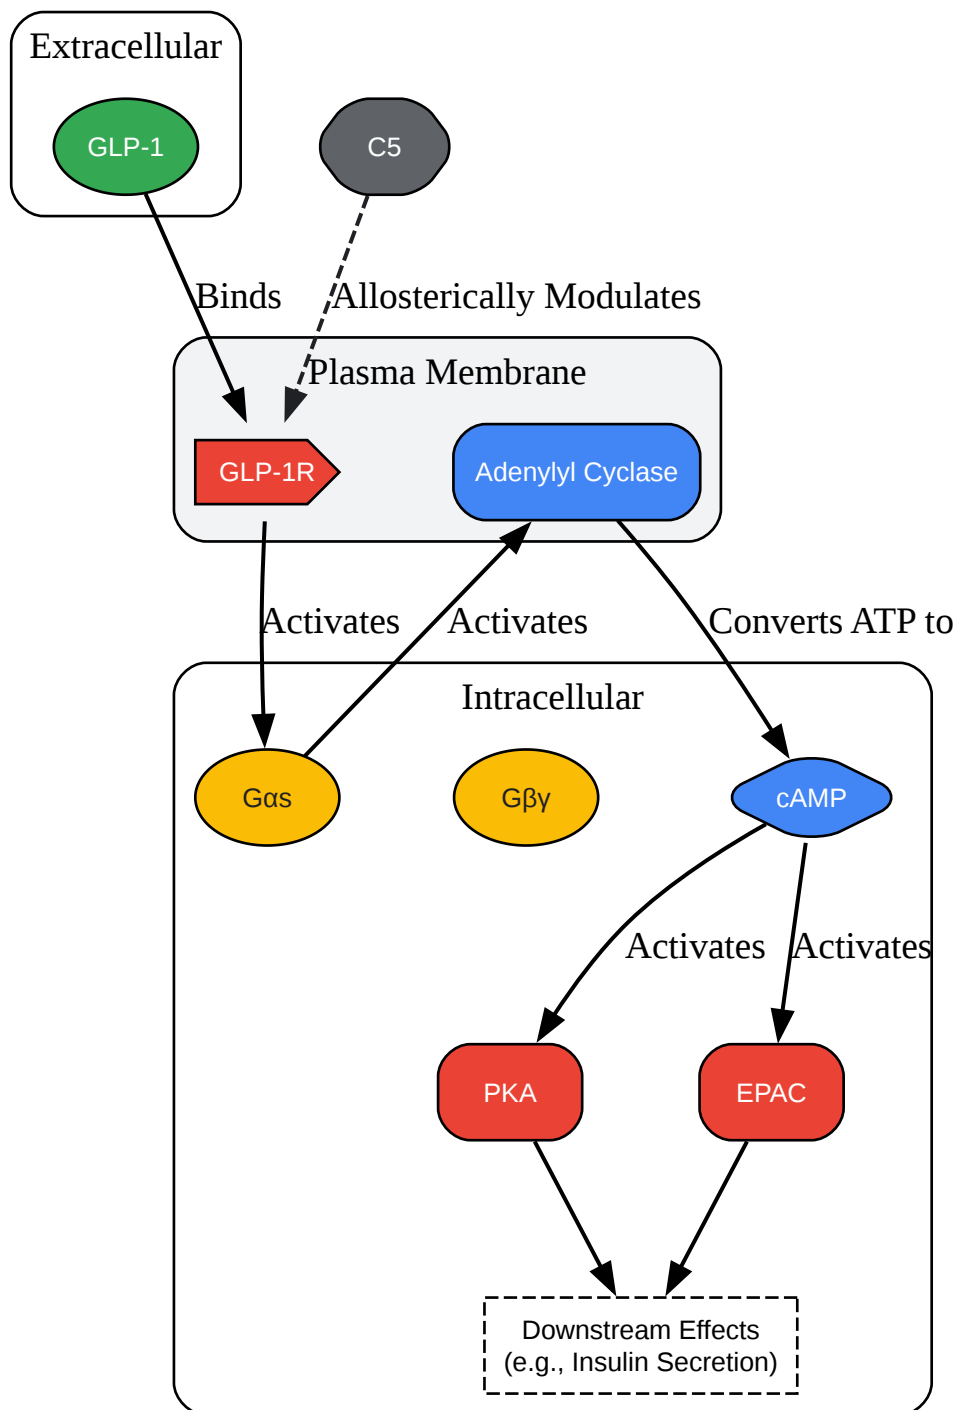 Extracellular
GLP-1
C5
Binds
Allosterically Modulates
Plasma Membrane
GLP-1R
Adenylyl Cyclase
Activates
Activates
Converts ATP to
Intracellular
Gαs
Gβγ
cAMP
Activates
Activates
PKA
EPAC
Downstream Effects
(e.g., Insulin Secretion)